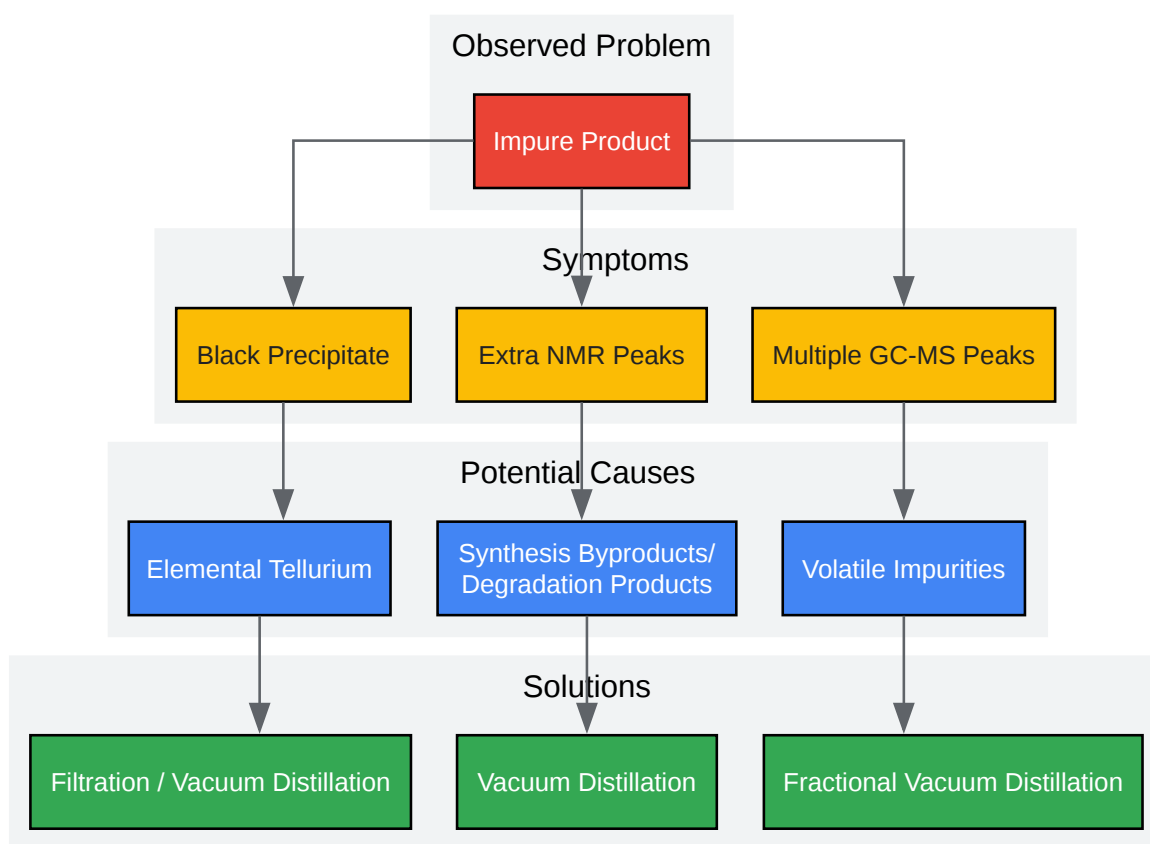 Observed Problem
Impure Product
Symptoms
Black Precipitate
Extra NMR Peaks
Multiple GC-MS Peaks
Potential Causes
Elemental Tellurium
Synthesis Byproducts/
Degradation Products
Volatile Impurities
Solutions
Filtration / Vacuum Distillation
Vacuum Distillation
Fractional Vacuum Distillation